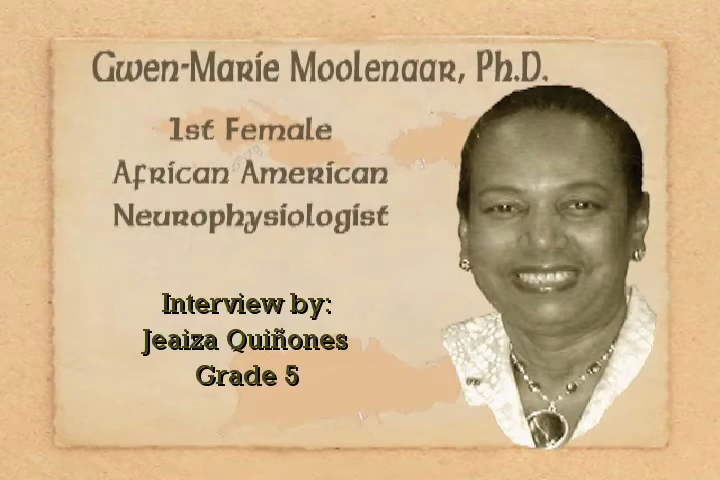 Gwen-Marie Moolenaar, Ph.D.
1st Female
African American
Neurophysiologist
Interview by:
Jeaiza Quiñones
Grade 5